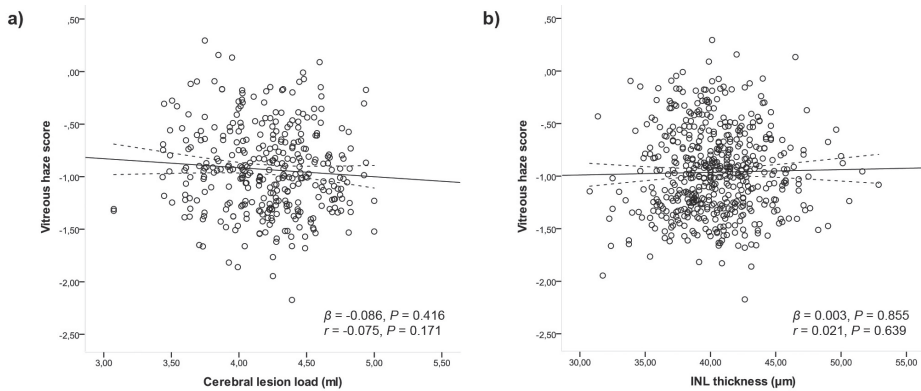 a)
,50
,00
-,50
-1,00
-1,50
-2,00
-2,50
Vitreous haze score
β = -0.086, P = 0.416
r = -0.075, P = 0.171
3,00 3,50 4,00 4,50 5,00 5,50
Cerebral lesion load (ml)
b)
,50
,00
-,50
-1,00
-1,50
-2,00
-2,50
Vitreous haze score
β = 0.003, P = 0.855
r = 0.021, P = 0.639
30,00 35,00 40,00 45,00 50,00 55,00
INL thickness (μm)